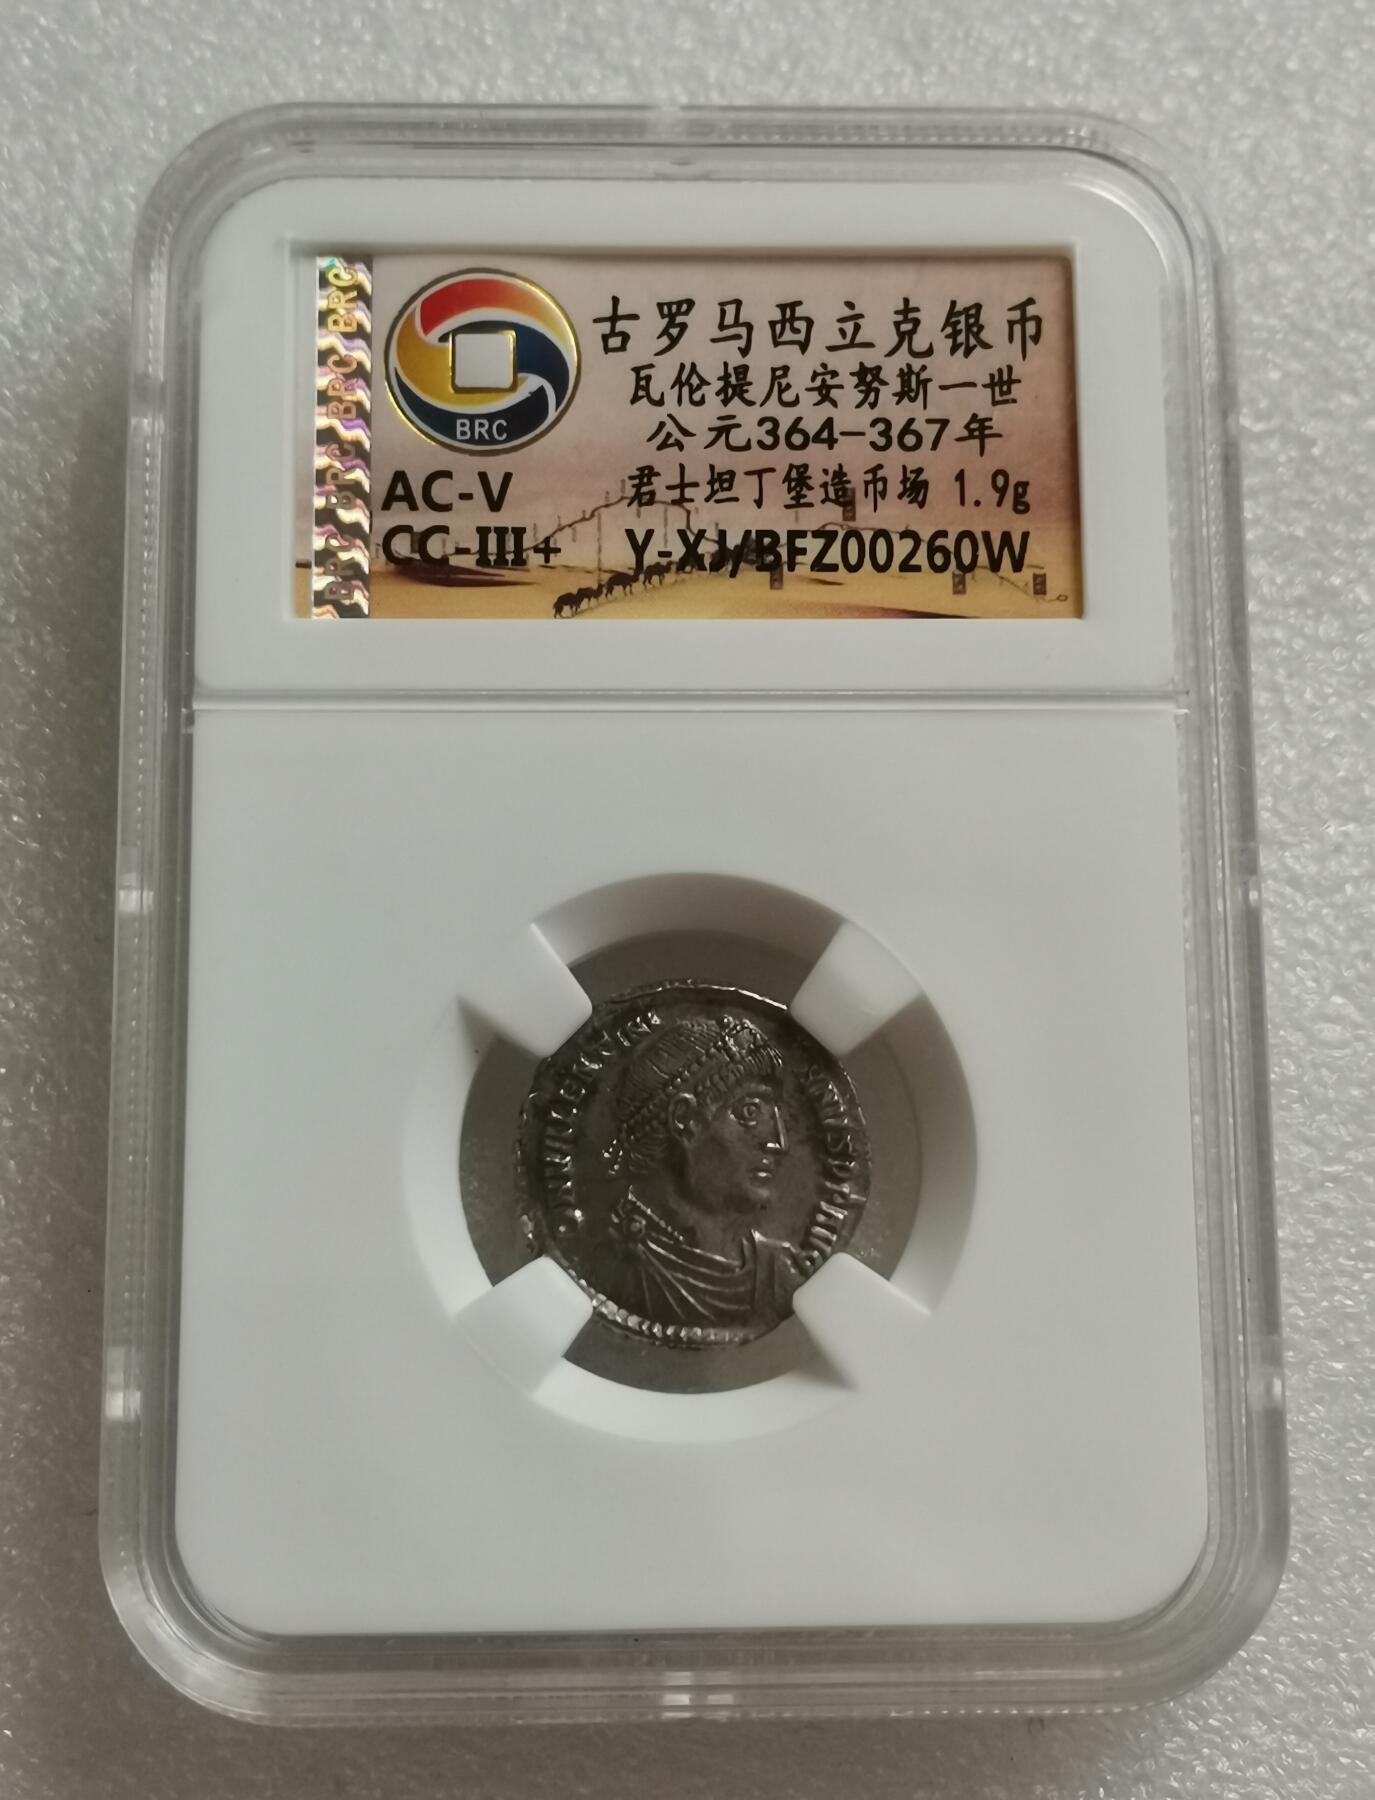 古罗马西立克银币
瓦伦提尼安努斯一世
公元364-367年
君士坦丁堡造币场 1.9g
Y-XJ/BFZ00260W
BRC
AC-V
CC-III+
BRC BRC BRC BRC BRC